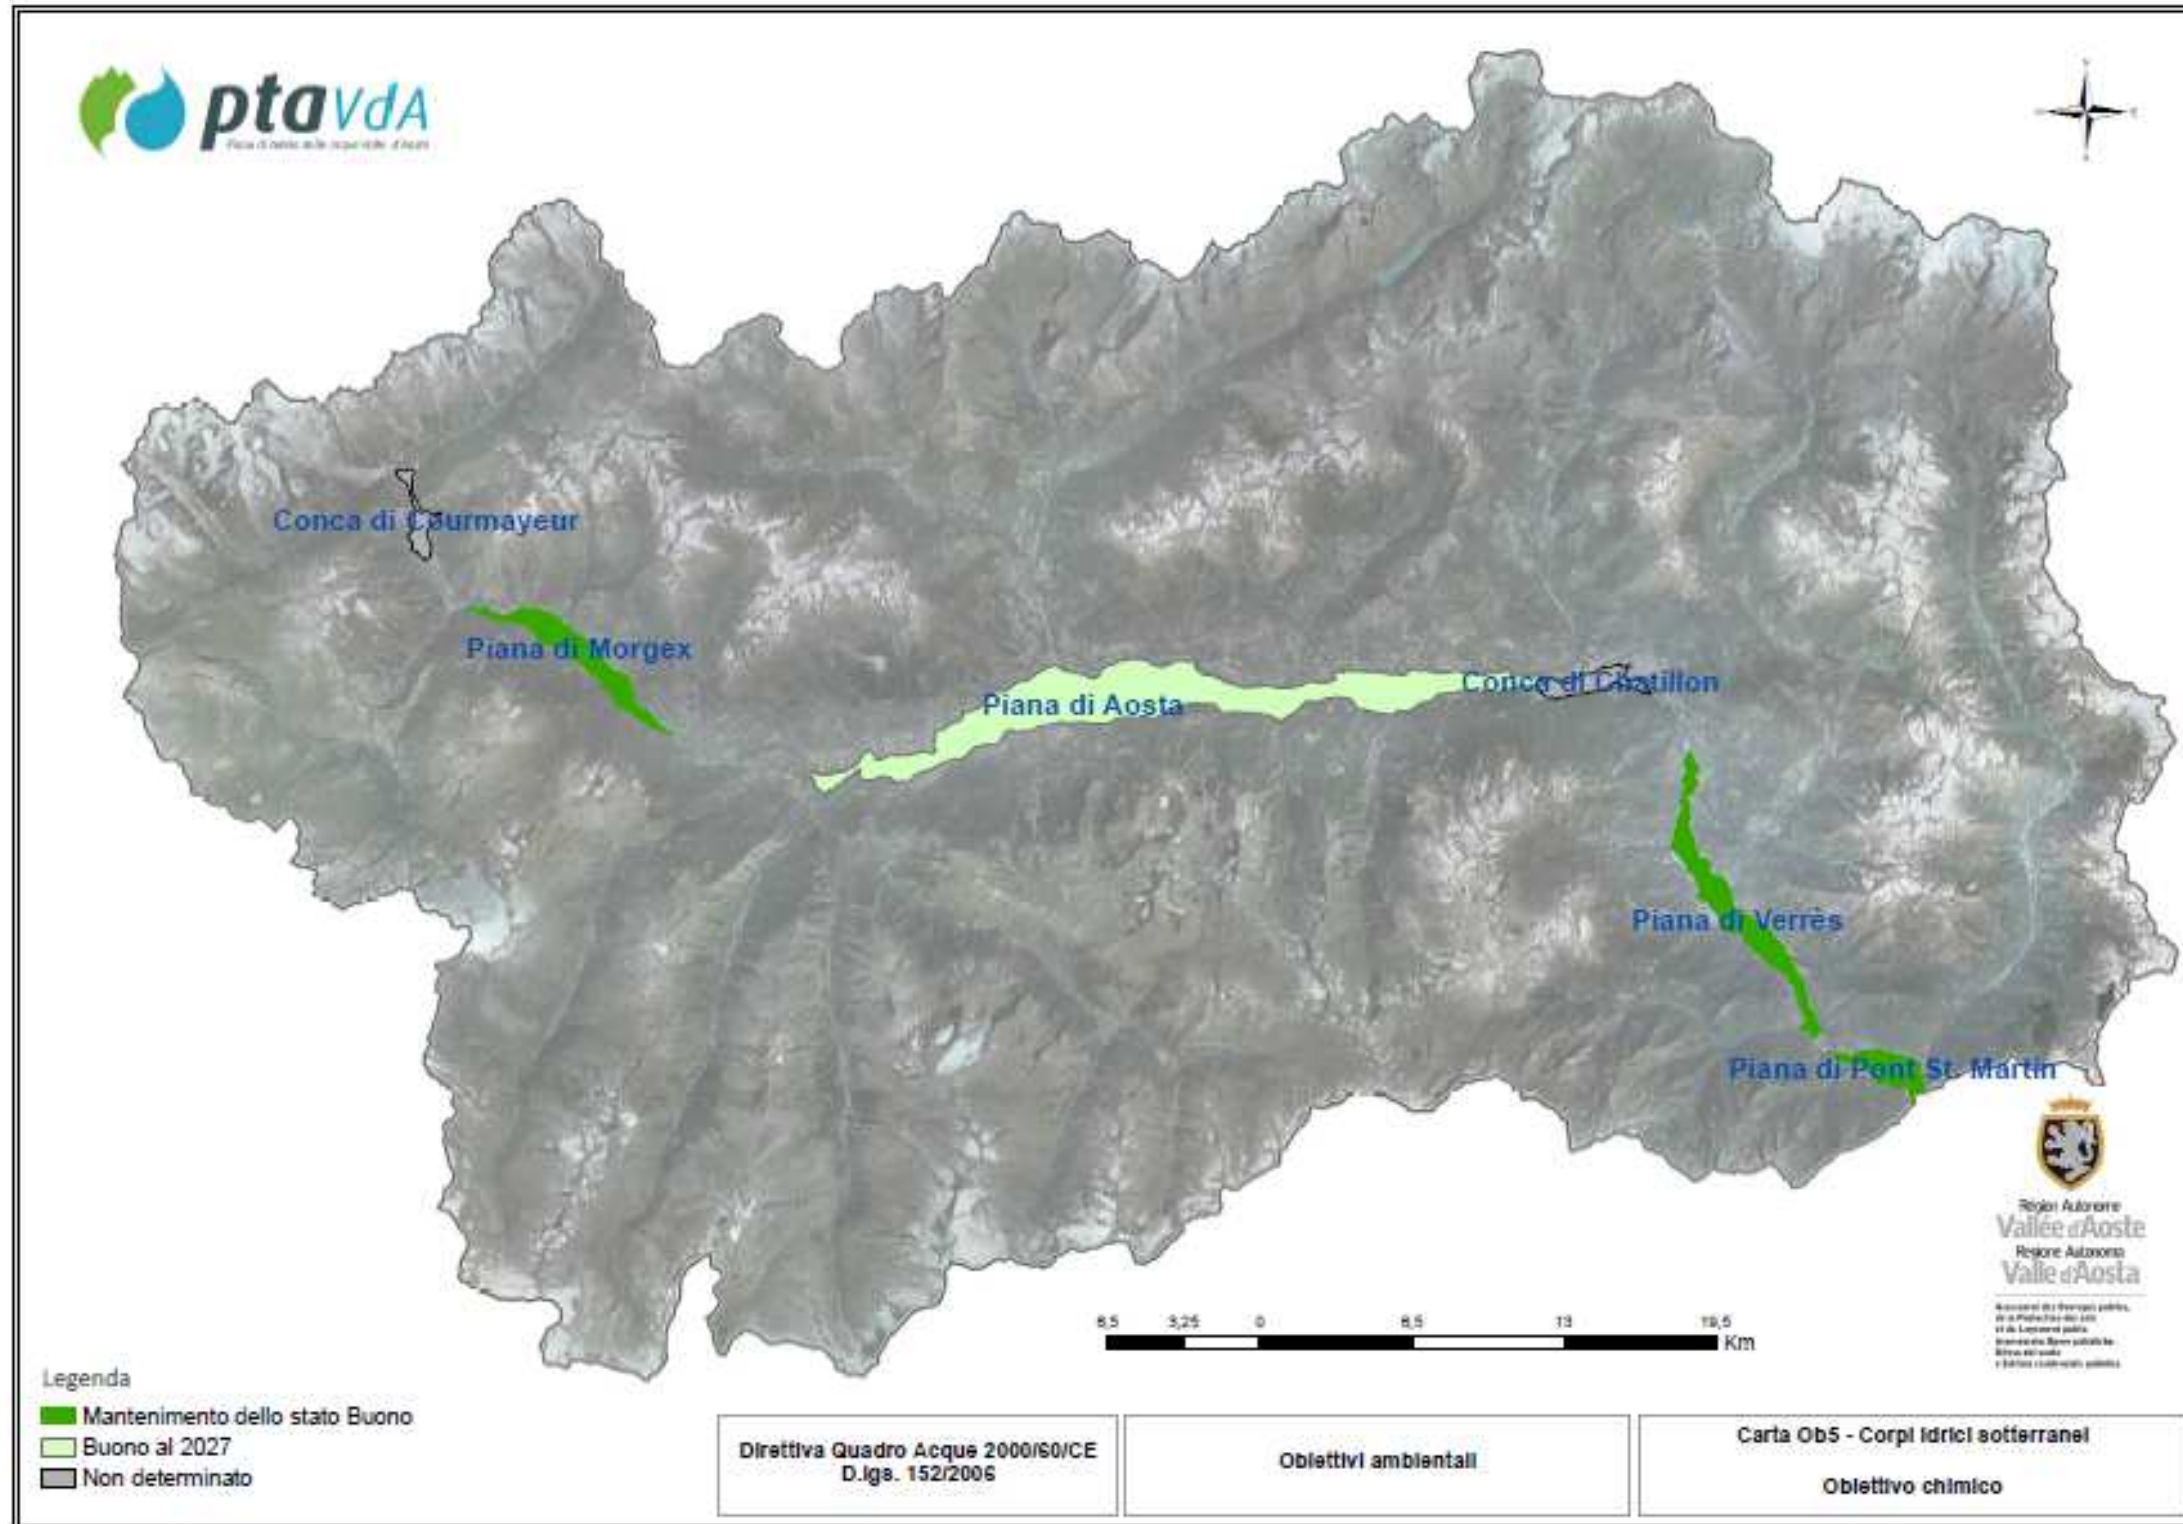 ptaVdA
Conca di Courmayeur
Piana di Morgex
Piana di Aosta
Conca di Chatillon
Piana di Verrès
Piana di Pont St. Martin
Région Autonome
Vallée d'Aoste
Regione Autonoma
Valle d'Aosta
6,5 3,25 0 6,5 13 19,5
Km
Legenda
Mantenimento dello stato Buono
Buono al 2027
Non determinato
Direttiva Quadro Acque 2000/60/CE
D.lgs. 152/2006
Obiettivi ambientali
Carta Ob5 - Corpi idrici sotterranei
Obiettivo chimico